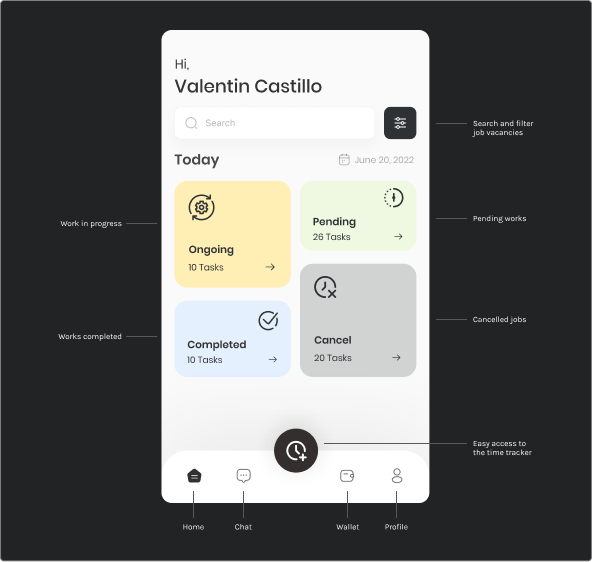 Hi,
Valentin Castillo
Search
Search and filter
job vacancies
Today
June 20, 2022
Work in progress
Ongoing
10 Tasks
Pending
26 Tasks
Pending works
Works completed
Completed
10 Tasks
Cancel
20 Tasks
Cancelled jobs
Easy access to
the time tracker
Home
Chat
Wallet
Profile